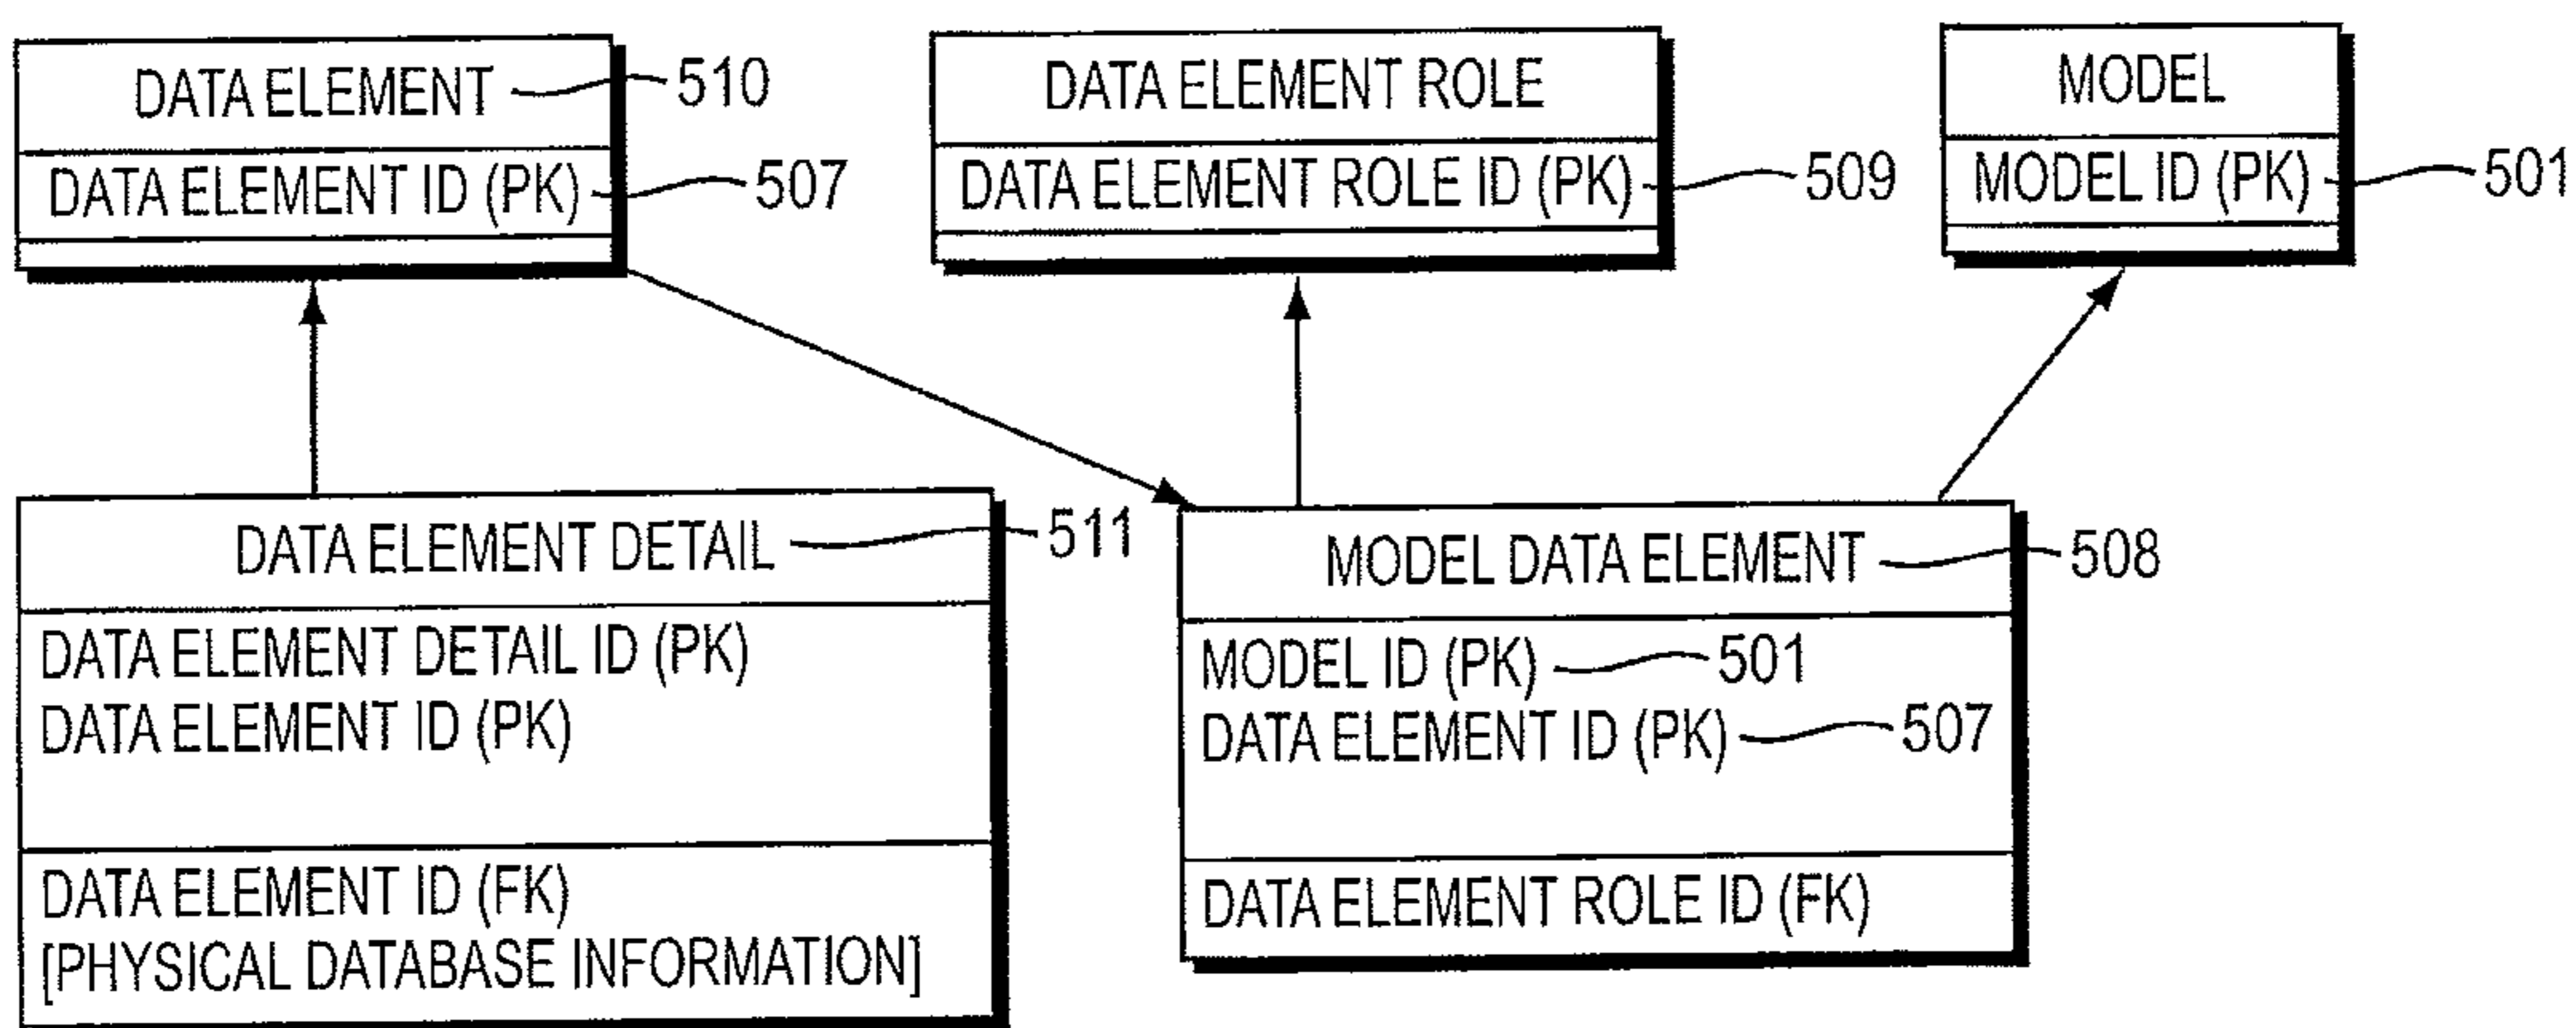 DATA ELEMENT 510
DATA ELEMENT ID (PK) 507
DATA ELEMENT ROLE
DATA ELEMENT ROLE ID (PK) 509
MODEL
MODEL ID (PK) 501
DATA ELEMENT DETAIL 511
DATA ELEMENT DETAIL ID (PK)
DATA ELEMENT ID (PK)
DATA ELEMENT ID (FK)
[PHYSICAL DATABASE INFORMATION]
MODEL DATA ELEMENT 508
MODEL ID (PK) 501
DATA ELEMENT ID (PK) 507
DATA ELEMENT ROLE ID (FK)